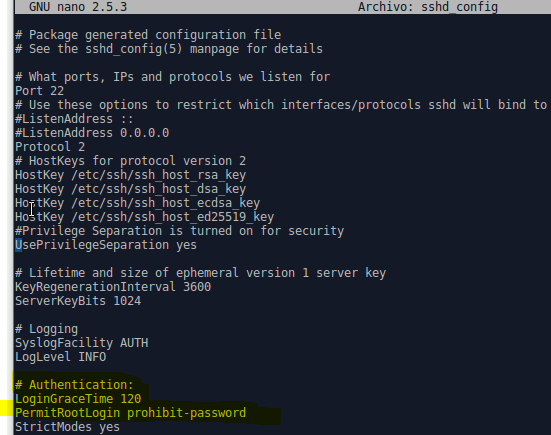 GNU nano 2.5.3 Archivo: sshd_config
# Package generated configuration file
# See the sshd_config(5) manpage for details
# What ports, IPs and protocols we listen for
Port 22
# Use these options to restrict which interfaces/protocols sshd will bind to
#ListenAddress ::
#ListenAddress 0.0.0.0
Protocol 2
# HostKeys for protocol version 2
HostKey /etc/ssh/ssh_host_rsa_key
HostKey /etc/ssh/ssh_host_dsa_key
HostKey /etc/ssh/ssh_host_ecdsa_key
HostKey /etc/ssh/ssh_host_ed25519_key
#Privilege Separation is turned on for security
UsePrivilegeSeparation yes
# Lifetime and size of ephemeral version 1 server key
KeyRegenerationInterval 3600
ServerKeyBits 1024
# Logging
SyslogFacility AUTH
LogLevel INFO
# Authentication:
LoginGraceTime 120
PermitRootLogin prohibit-password
StrictModes yes